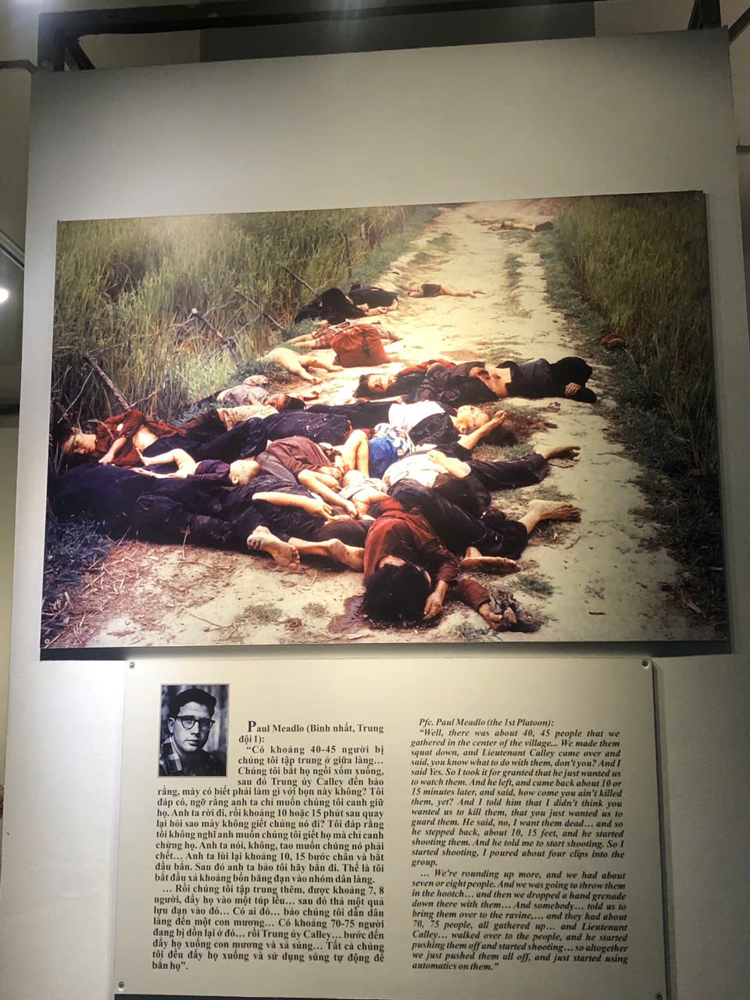 Paul Meadlo (Binh nhất, Trung
đội 1):
“Có khoảng 40-45 người bị
chúng tôi tập trung ở giữa làng...
Chúng tôi bắt họ ngồi xổm xuống,
sau đó Trung úy Calley đến bảo
rằng, mày có biết phải làm gì với bọn này không? Tôi
đáp có, ngỡ rằng anh ta chỉ muốn chúng tôi canh giữ
họ. Anh ta rời đi, rồi khoảng 10 hoặc 15 phút sau quay
lại hỏi sao mày không giết chúng nó đi? Tôi đáp rằng
tôi không nghĩ anh muốn chúng tôi giết họ mà chỉ canh
chừng họ. Anh ta nói, không, tao muốn chúng nó phải
chết... Anh ta lùi lại khoảng 10, 15 bước chân và bắt
đầu bắn. Sau đó anh ta bảo tôi hãy bắn đi. Thế là tôi
bắt đầu xả khoảng bốn băng đạn vào nhóm dân làng.
... Rồi chúng tôi tập trung thêm, được khoảng 7, 8
người, đẩy họ vào một túp lều... sau đó thả một quả
lựu đạn vào đó... Có ai đó... bảo chúng tôi dẫn dân
làng đến một con mương... Có khoảng 70-75 người
đang bị dồn lại ở đó... rồi Trung úy Calley... bước đến
đẩy họ xuống con mương và xả súng... Tất cả chúng
tôi đều đẩy họ xuống và sử dụng súng tự động để
bắn họ”.
Pfc. Paul Meadlo (the 1st Platoon):
“Well, there was about 40, 45 people that we
gathered in the center of the village... We made them
squat down, and Lieutenant Calley came over and
said, you know what to do with them, don't you? And I
said Yes. So I took it for granted that he just wanted us
to watch them. And he left, and came back about 10 or
15 minutes later, and said, how come you ain't killed
them, yet? And I told him that I didn't think you
wanted us to kill them, that you just wanted us to
guard them. He said, no, I want them dead... and so
he stepped back, about 10, 15 feet, and he started
shooting them. And he told me to start shooting. So I
started shooting, I poured about four clips into the
group.
... We're rounding up more, and we had about
seven or eight people. And we was going to throw them
in the hootch... and then we dropped a hand grenade
down there with them... And somebody... told us to
bring them over to the ravine,... and they had about
70, 75 people, all gathered up... and Lieutenant
Calley... walked over to the people, and he started
pushing them off and started shooting... so altogether
we just pushed them all off, and just started using
automatics on them.”